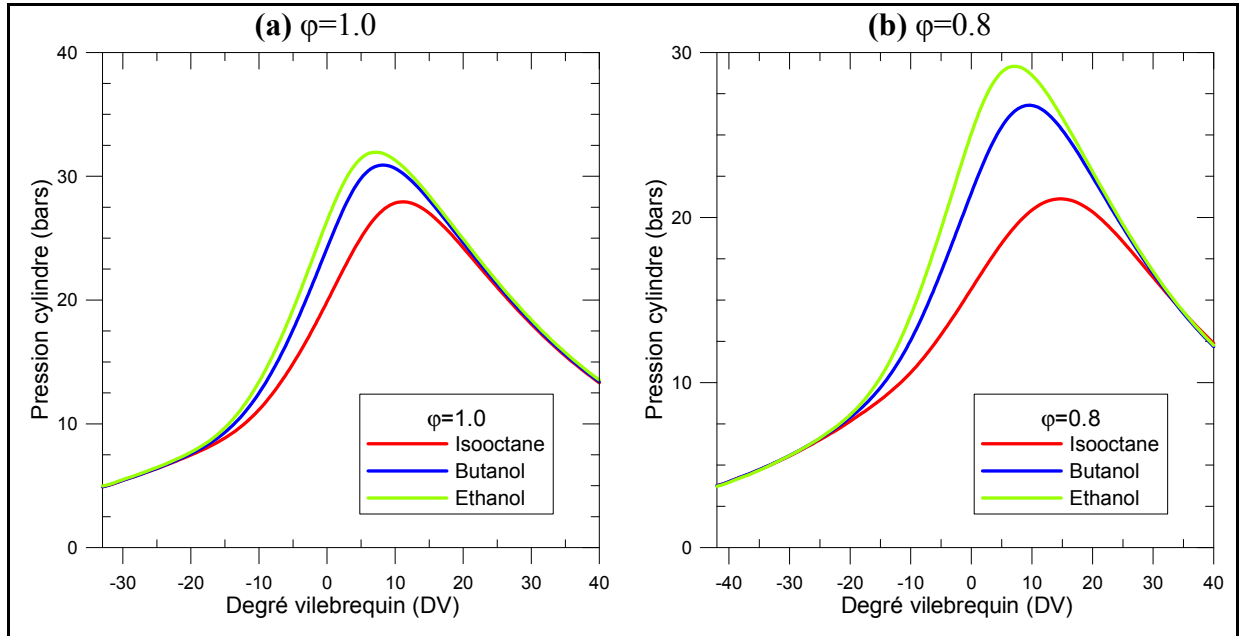 (a) φ=1.0
40
30
20
10
0
-30 -20 -10 0 10 20 30 40
Pression cylindre (bars)
Degré vilebrequin (DV)
φ=1.0
Isooctane
Butanol
Ethanol
(b) φ=0.8
30
20
10
0
-40 -30 -20 -10 0 10 20 30 40
Pression cylindre (bars)
Degré vilebrequin (DV)
φ=0.8
Isooctane
Butanol
Ethanol